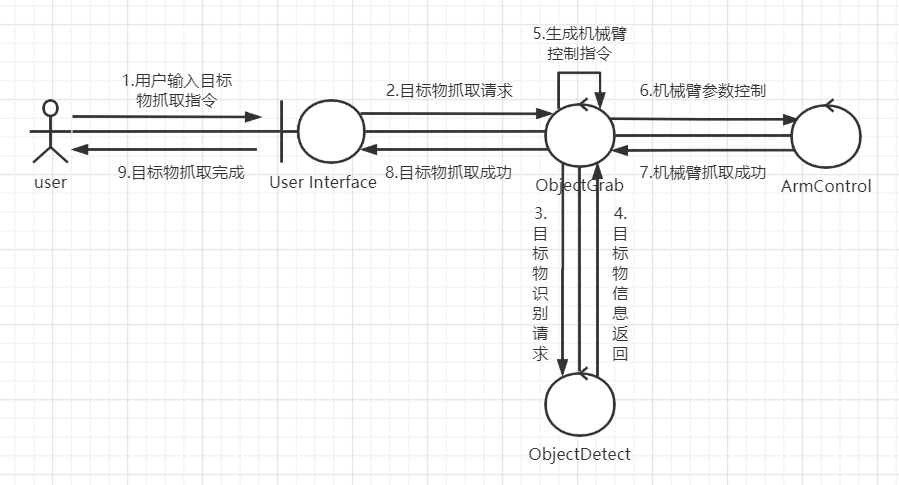 5.生成机械臂
控制指令
1.用户输入目标
物抓取指令
2.目标物抓取请求
6.机械臂参数控制
9.目标物抓取完成
8.目标物抓取成功
7.机械臂抓取成功
user
User Interface
ObjectGrab
ArmControl
3.
目
标
物
识
别
请
求
4.
目
标
物
信
息
返
回
ObjectDetect